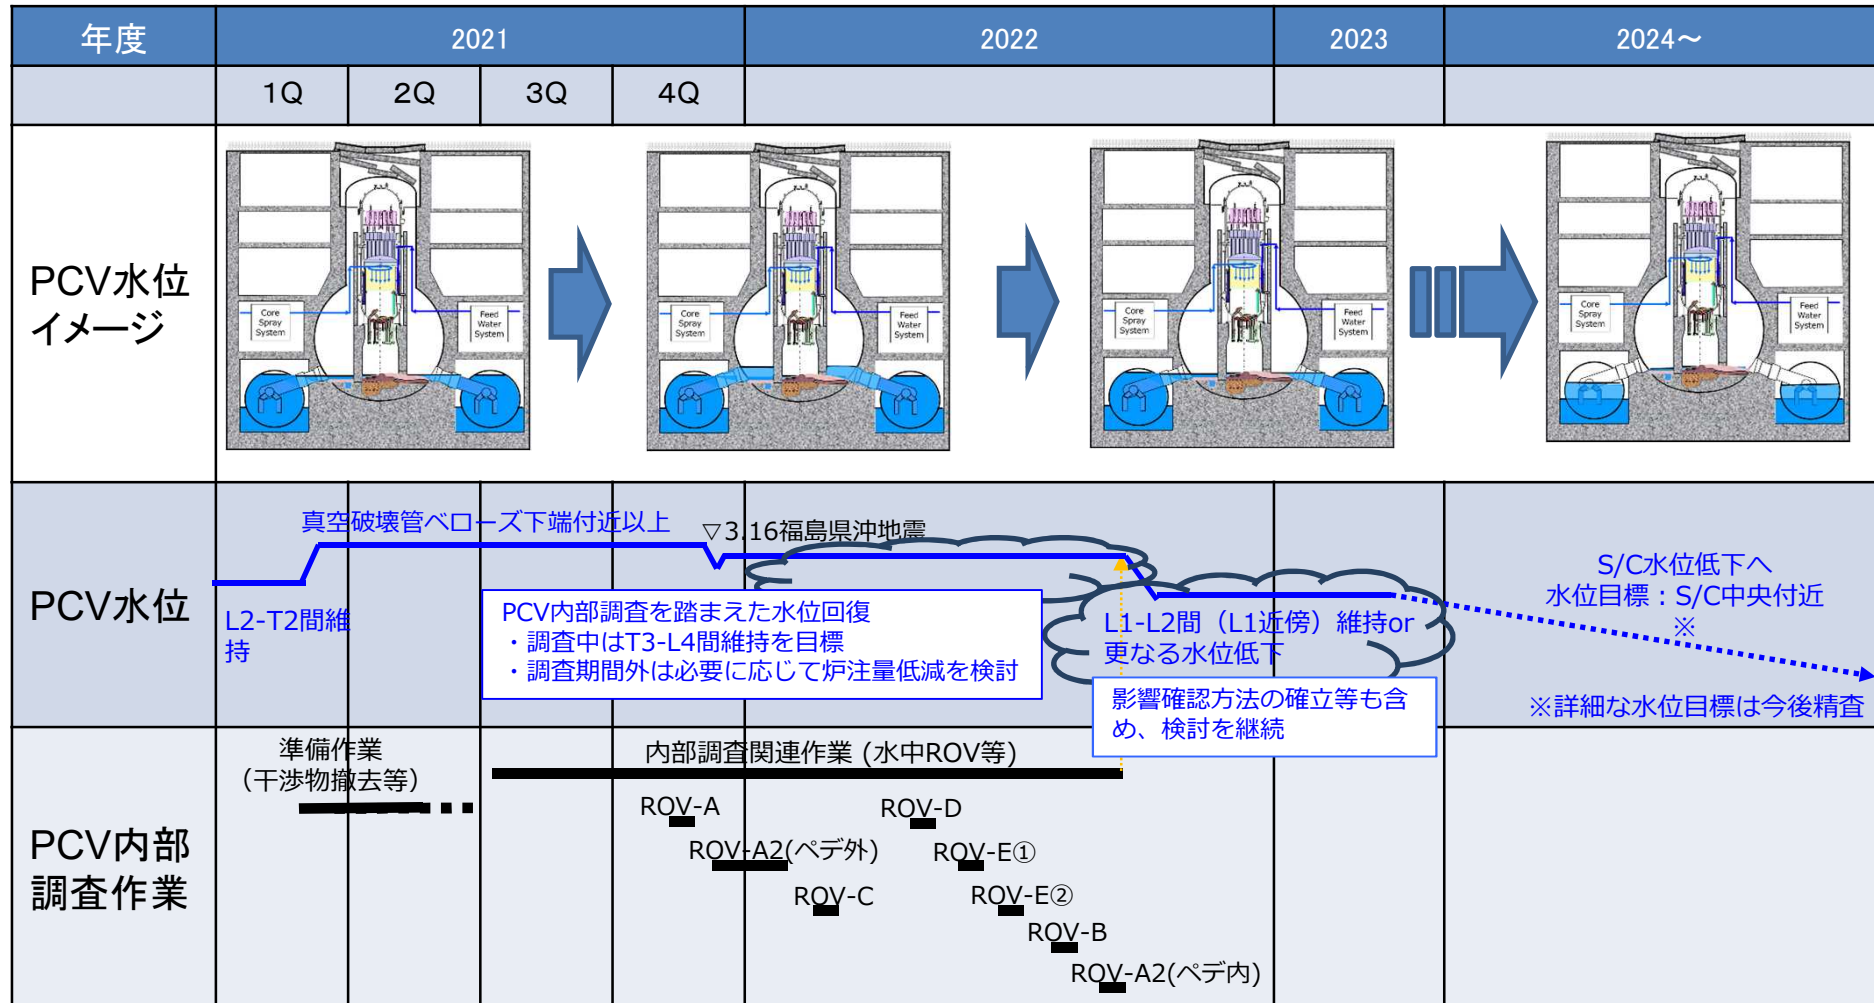 年度
2021
2022
2023
2024～
1Q
2Q
3Q
4Q
PCV水位
イメージ
Core
Spray
System
Feed
Water
System
Core
Spray
System
Feed
Water
System
Core
Spray
System
Feed
Water
System
Core
Spray
System
Feed
Water
System
PCV水位
真空破壊管ベローズ下端付近以上
▽3.16福島県沖地震
L2-T2間維
持
PCV内部調査を踏まえた水位回復
・調査中はT3-L4間維持を目標
・調査期間外は必要に応じて炉注量低減を検討
L1-L2間（L1近傍）維持or
更なる水位低下
影響確認方法の確立等も含
め、検討を継続
S/C水位低下へ
水位目標：S/C中央付近
※
※詳細な水位目標は今後精査
PCV内部
調査作業
準備作業
（干渉物撤去等）
内部調査関連作業 (水中ROV等)
ROV-A
ROV-D
ROV-A2(ペデ外)
ROV-E①
ROV-C
ROV-E②
ROV-B
ROV-A2(ペデ内)